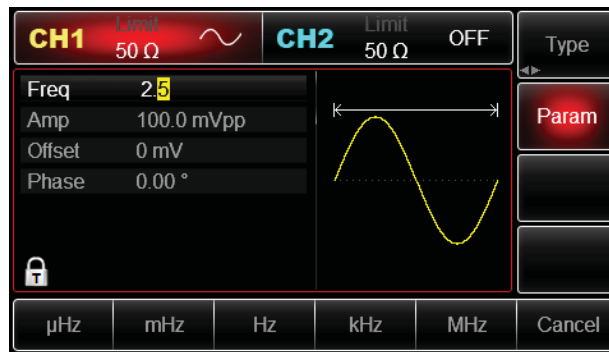 CH1 Limit 50 Ω CH2 Limit 50 Ω OFF Type
Freq 2.5
Amp 100.0 mVpp
Offset 0 mV
Phase 0.00 °
Param
T
µHz mHz Hz kHz MHz Cancel